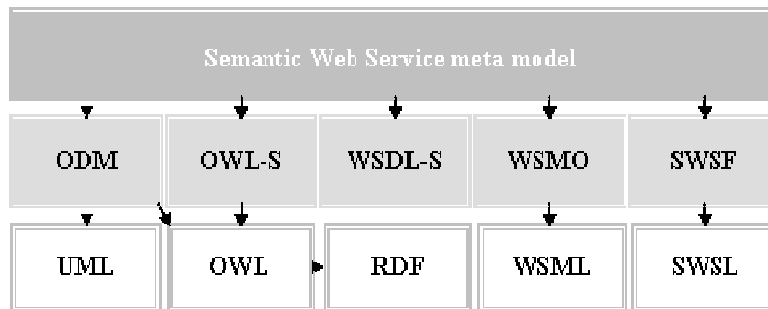 Semantic Web Service meta model
ODM OWL-S WSDL-S WSMO SWSF
UML OWL RDF WSML SWSL